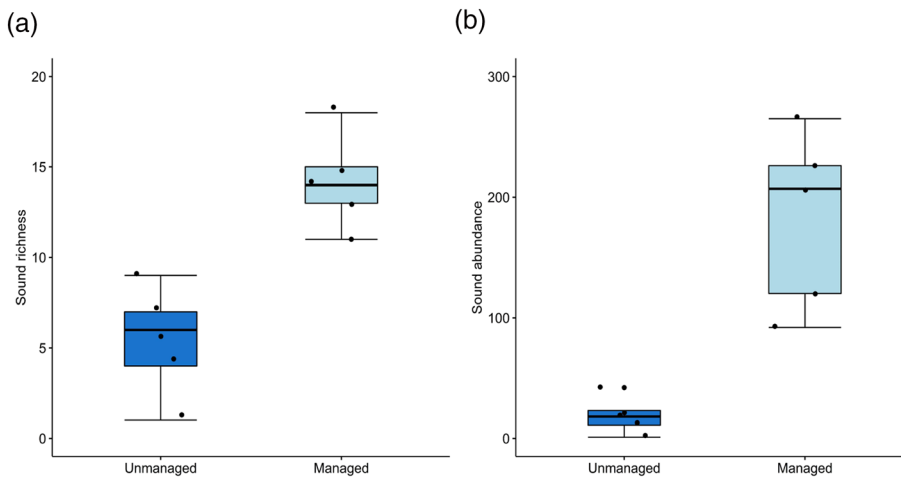 (a)
Sound richness
20
15
10
5
0
Unmanaged
Managed
(b)
Sound abundance
300
200
100
0
Unmanaged
Managed